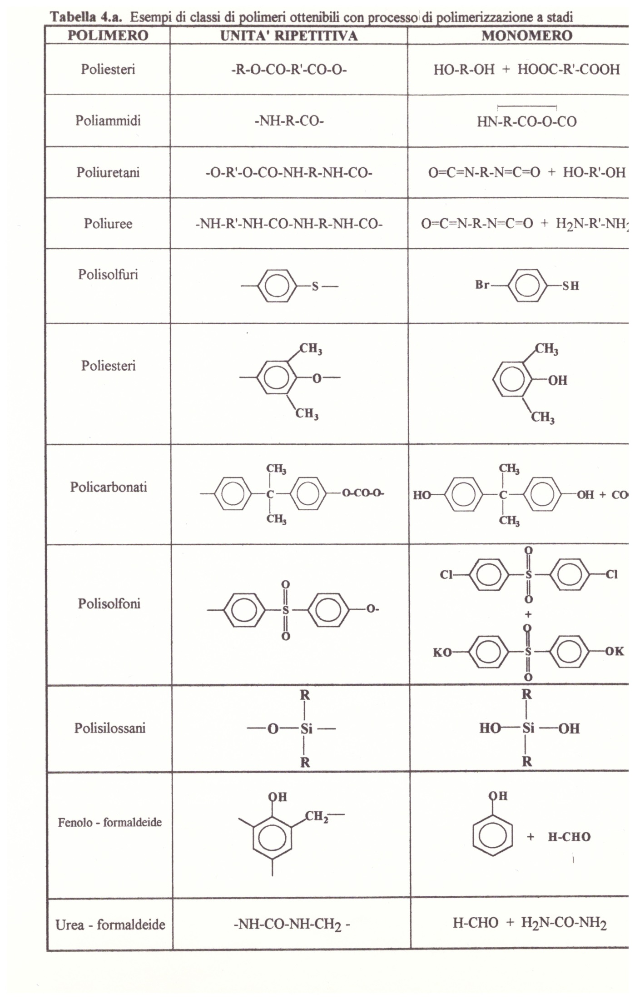 Tabella 4.a. Esempi di classi di polimeri ottenibili con processo di polimerizzazione a stadi
POLIMERO UNITA' RIPETITIVA MONOMERO
Poliesteri -R-O-CO-R'-CO-O- HO-R-OH + HOOC-R'-COOH
Poliammidi -NH-R-CO- HN-R-CO-O-CO
Poliuretani -O-R'-O-CO-NH-R-NH-CO- O=C=N-R-N=C=O + HO-R'-OH
Poliuree -NH-R'-NH-CO-NH-R-NH-CO- O=C=N-R-N=C=O + H2N-R'-NH2
Polisolfuri
S
Br SH
Poliesteri
CH3
O
CH3
CH3
OH
CH3
Policarbonati
CH3
C O-CO-O-
CH3
CH3
HO C OH + CO
CH3
Polisolfoni
O
S O-
O
O
Cl S Cl
O
+
O
KO S OK
O
Polisilossani
R
O Si
R
R
HO Si OH
R
Fenolo - formaldeide
OH
CH2
OH
+ H-CHO
Urea - formaldeide -NH-CO-NH-CH2 - H-CHO + H2N-CO-NH2